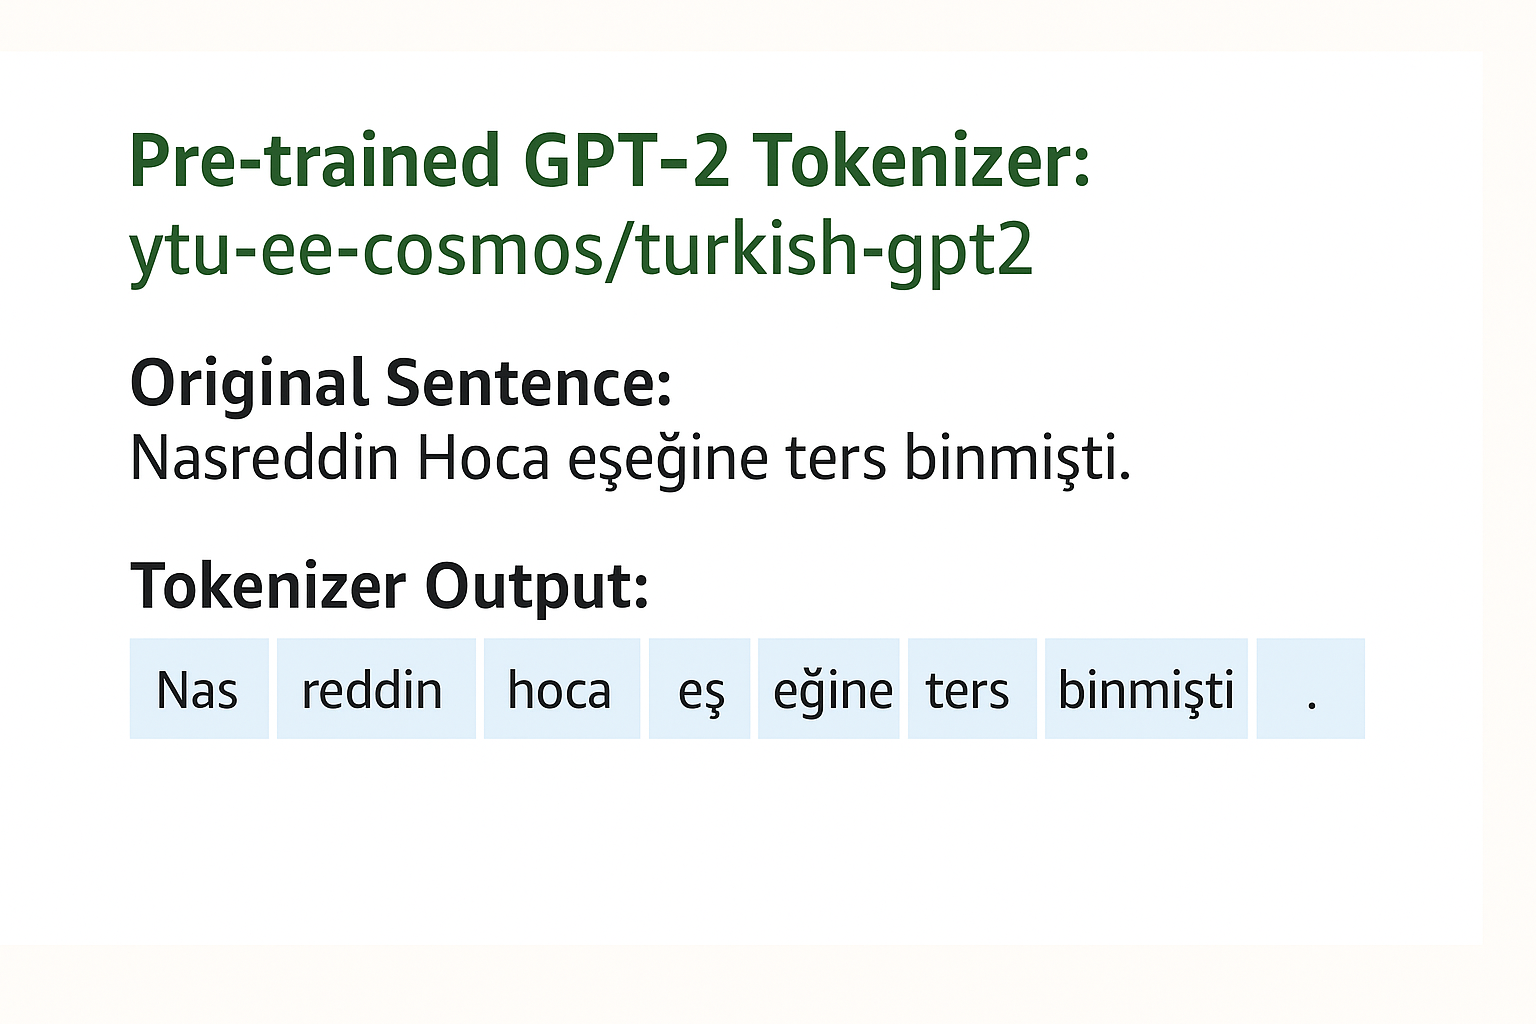 Pre-trained GPT-2 Tokenizer:
ytu-ee-cosmos/turkish-gpt2
Original Sentence:
Nasreddin Hoca eşeğine ters binmişti.
Tokenizer Output:
Nas reddin hoca eş eğine ters binmişti .